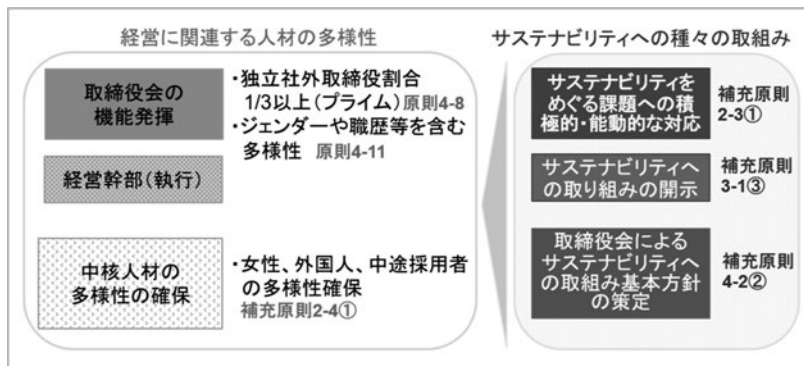 経営に関連する人材の多様性
取締役会の
機能発揮
・独立社外取締役割合
1/3以上(プライム)原則4-8
・ジェンダーや職歴等を含む
多様性 原則4-11
経営幹部(執行)
中核人材の
多様性の確保
・女性、外国人、中途採用者
の多様性確保
補充原則2-4①
サステナビリティへの種々の取組み
サステナビリティを
めぐる課題への積
極的・能動的な対応
補充原則
2-3①
サステナビリティへ
の取り組みの開示
補充原則
3-1③
取締役会による
サステナビリティへ
の取組み基本方針
の策定
補充原則
4-2②